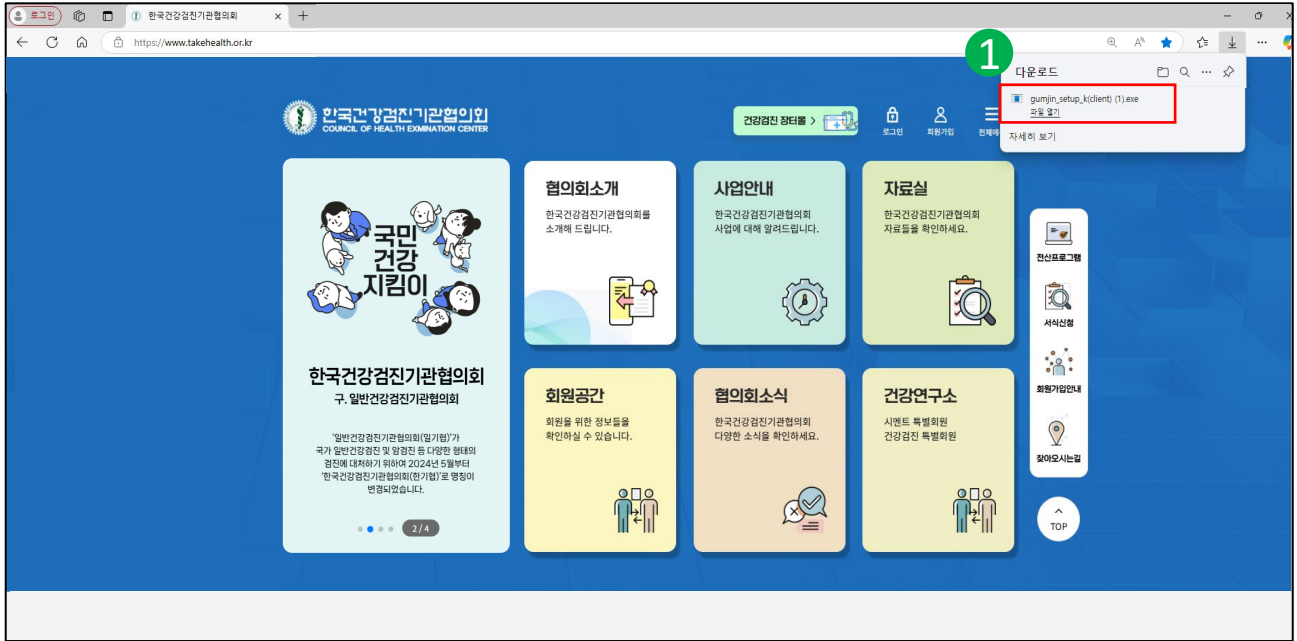 로그인
한국건강검진기관협의회
https://www.takehealth.or.kr
1
다운로드
gumjin_setup_k(client) (1).exe
파일 열기
자세히 보기
한국건강검진기관협의회
COUNCIL OF HEALTH EXMINATION CENTER
건강검진 장터몰 >
로그인
회원가입
국민
건강
지킴이
한국건강검진기관협의회
구. 일반건강검진기관협의회
'일반건강검진기관협의회(일기협)'가
국가 일반건강검진 및 암검진 등 다양한 형태의
검진에 대처하기 위하여 2024년 5월부터
'한국건강검진기관협의회(한기협)'로 명칭이
변경되었습니다.
2/4
협의회소개
한국건강검진기관협의회를
소개해 드립니다.
사업안내
한국건강검진기관협의회
사업에 대해 알려드립니다.
자료실
한국건강검진기관협의회
자료들을 확인하세요.
회원공간
회원을 위한 정보들을
확인하실 수 있습니다.
협의회소식
한국건강검진기관협의회
다양한 소식을 확인하세요.
건강연구소
시멘트 특별회원
건강검진 특별회원
전산프로그램
서식신청
회원가입안내
찾아오시는길
TOP